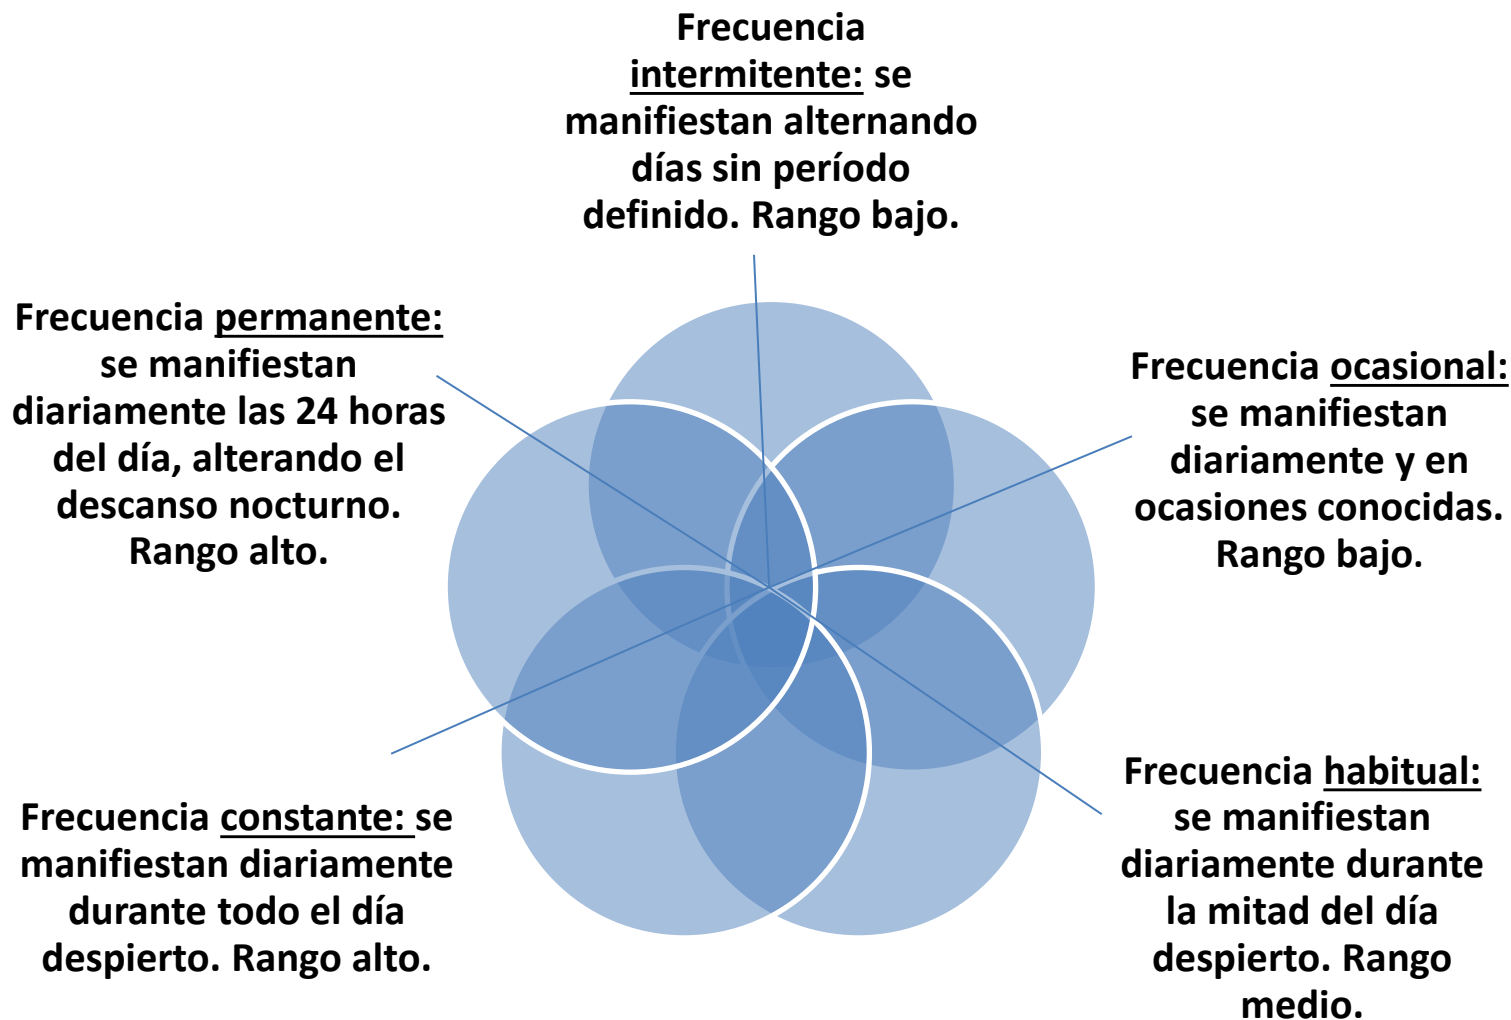 Frecuencia
intermitente: se
manifiestan alternando
días sin período
definido. Rango bajo.
Frecuencia ocasional:
se manifiestan
diariamente y en
ocasiones conocidas.
Rango bajo.
Frecuencia habitual:
se manifiestan
diariamente durante
la mitad del día
despierto. Rango
medio.
Frecuencia constante: se
manifiestan diariamente
durante todo el día
despierto. Rango alto.
Frecuencia permanente:
se manifiestan
diariamente las 24 horas
del día, alterando el
descanso nocturno.
Rango alto.